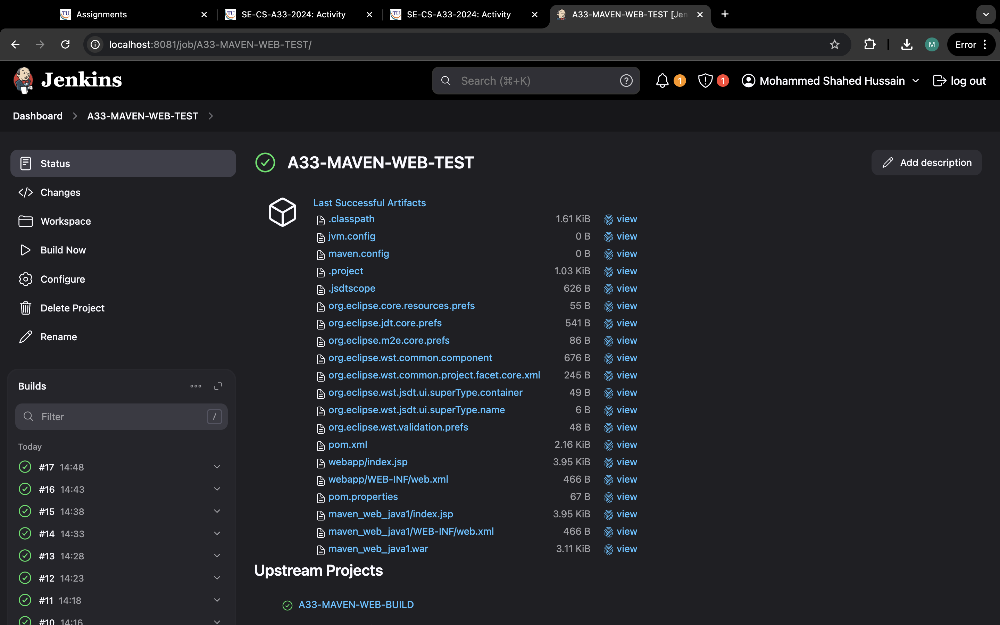 Assignments
SE-CS-A33-2024: Activity
SE-CS-A33-2024: Activity
A33-MAVEN-WEB-TEST [Jen
localhost:8081/job/A33-MAVEN-WEB-TEST/
M
Error
Jenkins
Search (⌘+K)
1
1
Mohammed Shahed Hussain
log out
Dashboard
A33-MAVEN-WEB-TEST
Status
Changes
Workspace
Build Now
Configure
Delete Project
Rename
Builds
Filter
/
Today
#17 14:48
#16 14:43
#15 14:38
#14 14:33
#13 14:28
#12 14:23
#11 14:18
#10 14:16
A33-MAVEN-WEB-TEST
Add description
Last Successful Artifacts
.classpath 1.61 KiB view
jvm.config 0 B view
maven.config 0 B view
.project 1.03 KiB view
.jsdtscope 626 B view
org.eclipse.core.resources.prefs 55 B view
org.eclipse.jdt.core.prefs 541 B view
org.eclipse.m2e.core.prefs 86 B view
org.eclipse.wst.common.component 676 B view
org.eclipse.wst.common.project.facet.core.xml 245 B view
org.eclipse.wst.jsdt.ui.superType.container 49 B view
org.eclipse.wst.jsdt.ui.superType.name 6 B view
org.eclipse.wst.validation.prefs 48 B view
pom.xml 2.16 KiB view
webapp/index.jsp 3.95 KiB view
webapp/WEB-INF/web.xml 466 B view
pom.properties 67 B view
maven_web_java1/index.jsp 3.95 KiB view
maven_web_java1/WEB-INF/web.xml 466 B view
maven_web_java1.war 3.11 KiB view
Upstream Projects
A33-MAVEN-WEB-BUILD